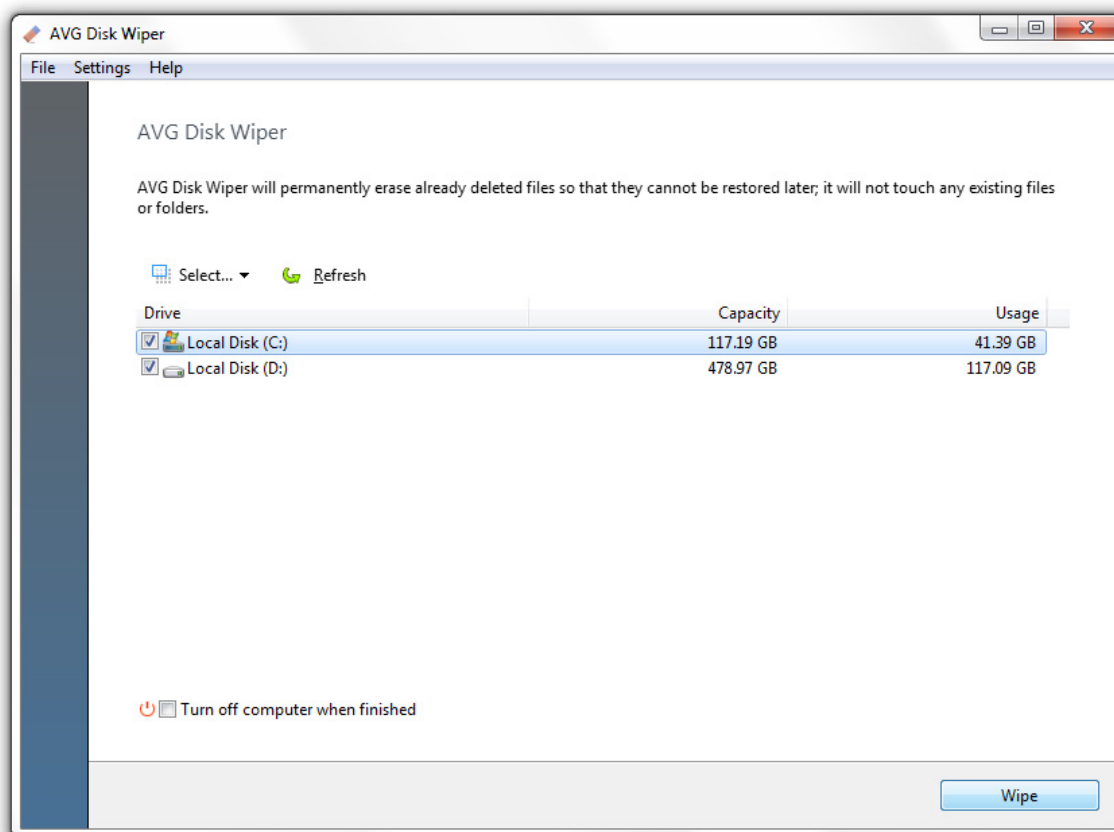 AVG Disk Wiper
File Settings Help
AVG Disk Wiper
AVG Disk Wiper will permanently erase already deleted files so that they cannot be restored later; it will not touch any existing files
or folders.
Select... Refresh
Drive Capacity Usage
Local Disk (C:) 117.19 GB 41.39 GB
Local Disk (D:) 478.97 GB 117.09 GB
Turn off computer when finished
Wipe